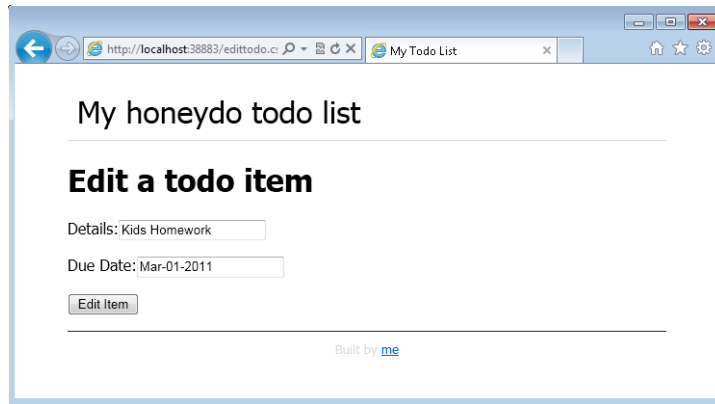 http://localhost:38883/edittodo.c
My Todo List
My honeydo todo list
Edit a todo item
Details: Kids Homework
Due Date: Mar-01-2011
Edit Item
Built by me